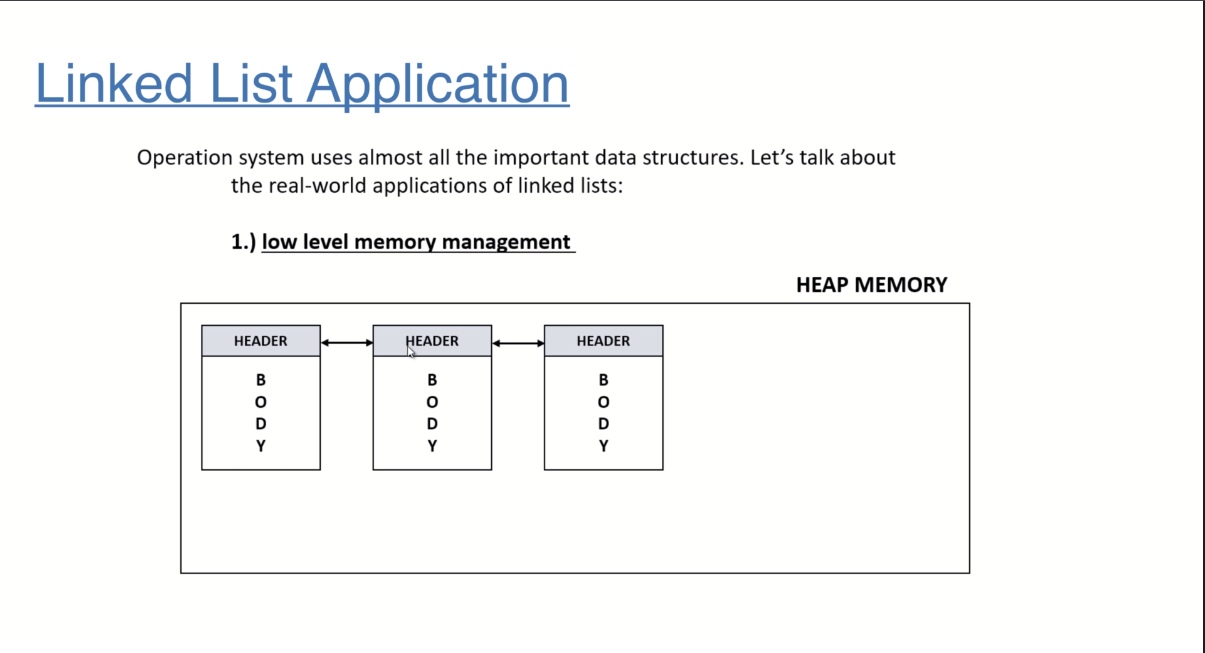 Linked List Application
Operation system uses almost all the important data structures. Let's talk about
the real-world applications of linked lists:
1.) low level memory management
HEAP MEMORY
HEADER HEADER HEADER
B B B
O O O
D D D
Y Y Y